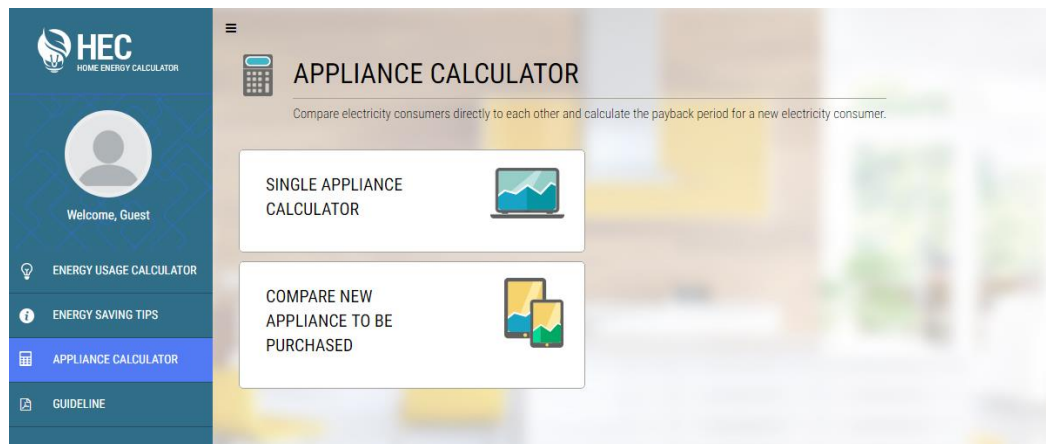 HEC
HOME ENERGY CALCULATOR
Welcome, Guest
ENERGY USAGE CALCULATOR
ENERGY SAVING TIPS
APPLIANCE CALCULATOR
GUIDELINE
APPLIANCE CALCULATOR
Compare electricity consumers directly to each other and calculate the payback period for a new electricity consumer.
SINGLE APPLIANCE
CALCULATOR
COMPARE NEW
APPLIANCE TO BE
PURCHASED